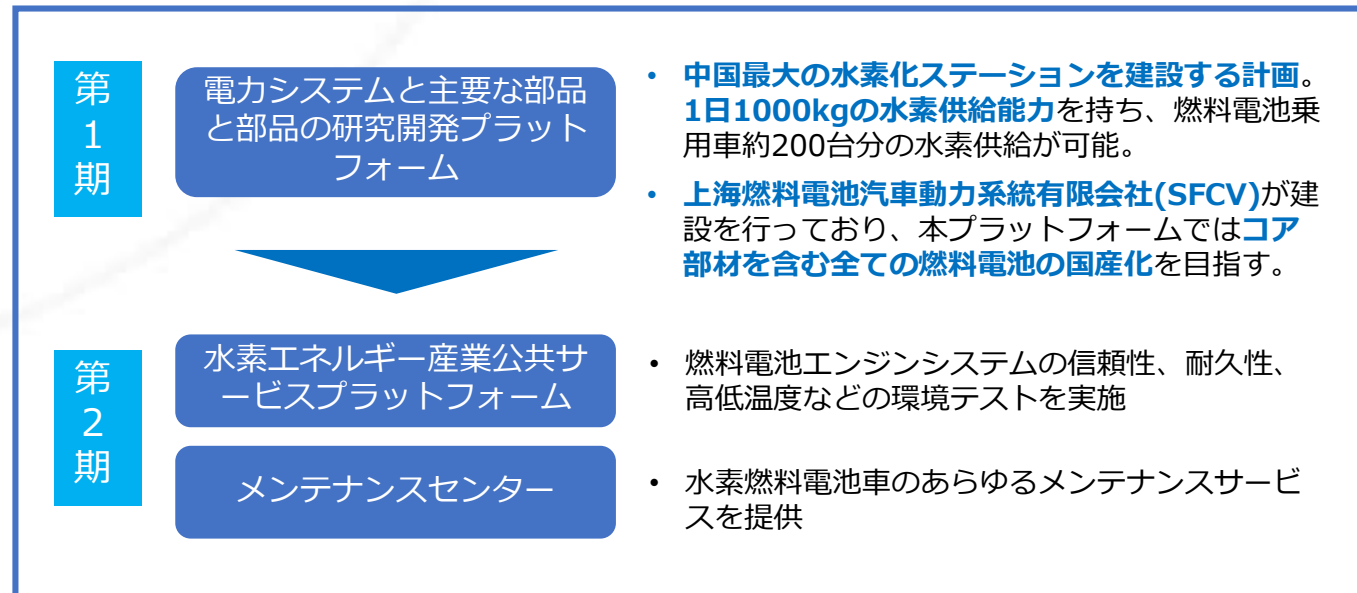 第
1
期
電力システムと主要な部品
と部品の研究開発プラット
フォーム
• 中国最大の水素化ステーションを建設する計画。
1日1000kgの水素供給能力を持ち、燃料電池乗
用車約200台分の水素供給が可能。
• 上海燃料電池汽車動力系統有限会社(SFCV)が建
設を行っており、本プラットフォームではコア
部材を含む全ての燃料電池の国産化を目指す。
第
2
期
水素エネルギー産業公共サ
ービスプラットフォーム
• 燃料電池エンジンシステムの信頼性、耐久性、
高低温度などの環境テストを実施
メンテナンスセンター
• 水素燃料電池車のあらゆるメンテナンスサービ
スを提供